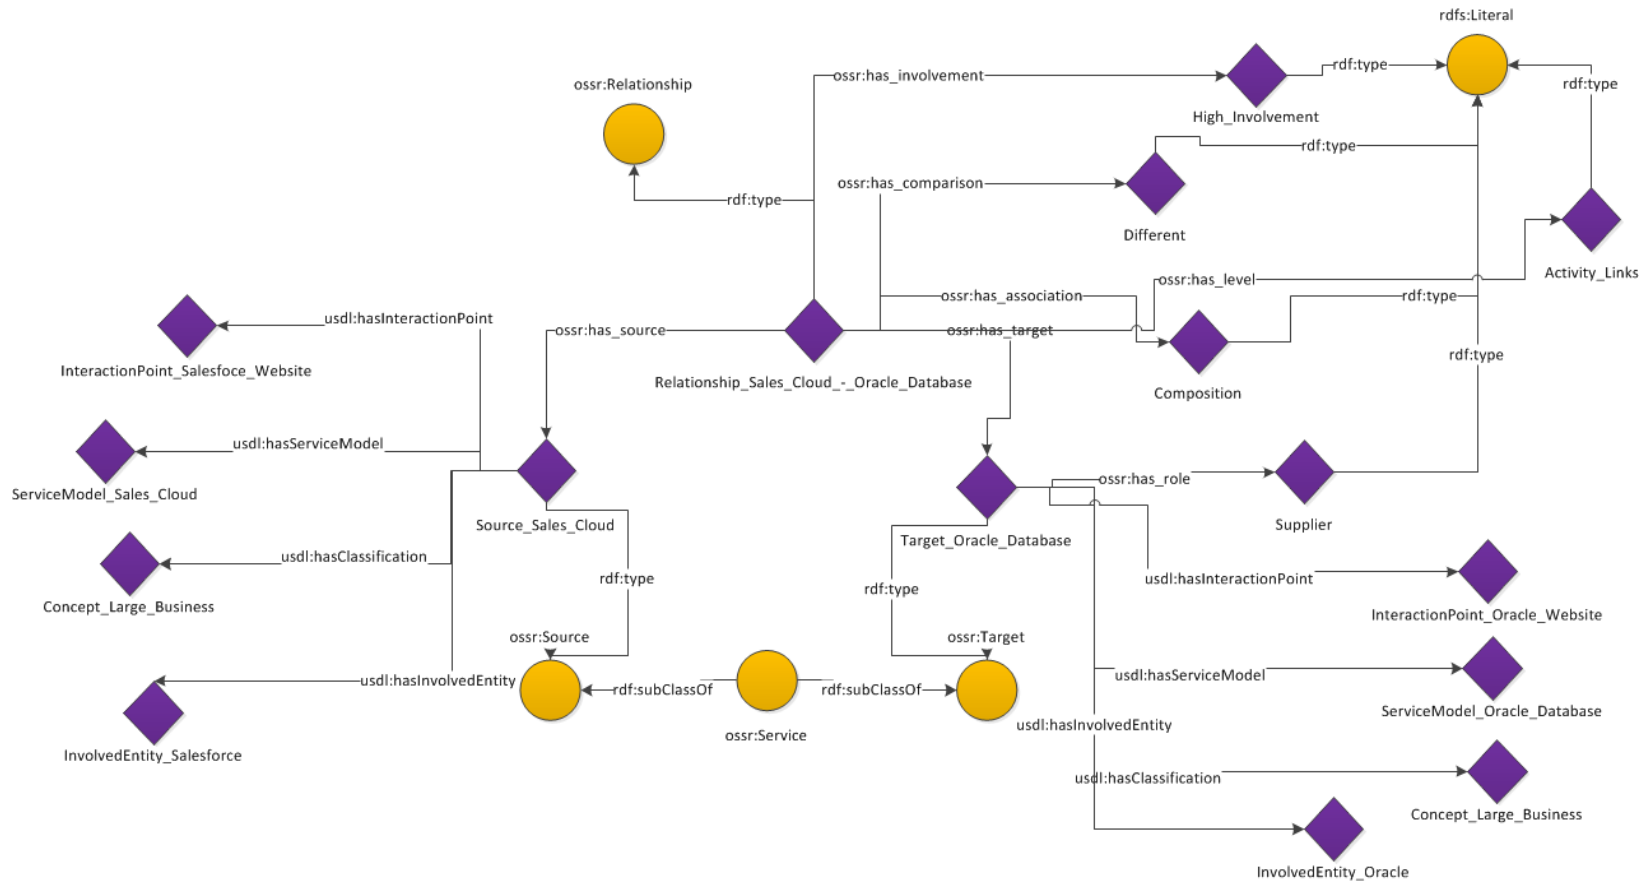 rdfs:Literal
ossr:has_involvement
rdf:type
ossr:Relationship
rdf:type
High_Involvement
rdf:type
ossr:has_comparison
rdf:type
Different
Activity_Links
ossr:has_level
ossr:has_association
rdf:type
usdl:hasInteractionPoint
ossr:has_source
ossr:has_target
rdf:type
InteractionPoint_Salesfoce_Website
Relationship_Sales_Cloud_-_Oracle_Database
Composition
usdl:hasServiceModel
ossr:has_role
ServiceModel_Sales_Cloud
Source_Sales_Cloud
Supplier
Target_Oracle_Database
usdl:hasClassification
rdf:type
usdl:hasInteractionPoint
rdf:type
Concept_Large_Business
InteractionPoint_Oracle_Website
ossr:Source
ossr:Target
usdl:hasServiceModel
usdl:hasInvolvedEntity
rdf:subClassOf
rdf:subClassOf
ServiceModel_Oracle_Database
usdl:hasInvolvedEntity
ossr:Service
InvolvedEntity_Salesforce
usdl:hasClassification
Concept_Large_Business
InvolvedEntity_Oracle